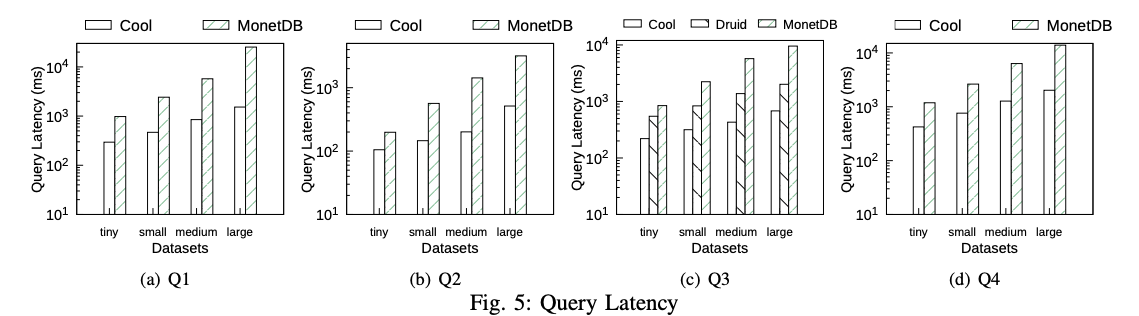 Cool MonetDB
Query Latency (ms)
10^4
10^3
10^2
10^1
tiny small medium large
Datasets
(a) Q1
Cool MonetDB
Query Latency (ms)
10^3
10^2
10^1
tiny small medium large
Datasets
(b) Q2
Cool Druid MonetDB
Query Latency (ms)
10^4
10^3
10^2
10^1
tiny small medium large
Datasets
(c) Q3
Cool MonetDB
Query Latency (ms)
10^4
10^3
10^2
10^1
tiny small medium large
Datasets
(d) Q4
Fig. 5: Query Latency